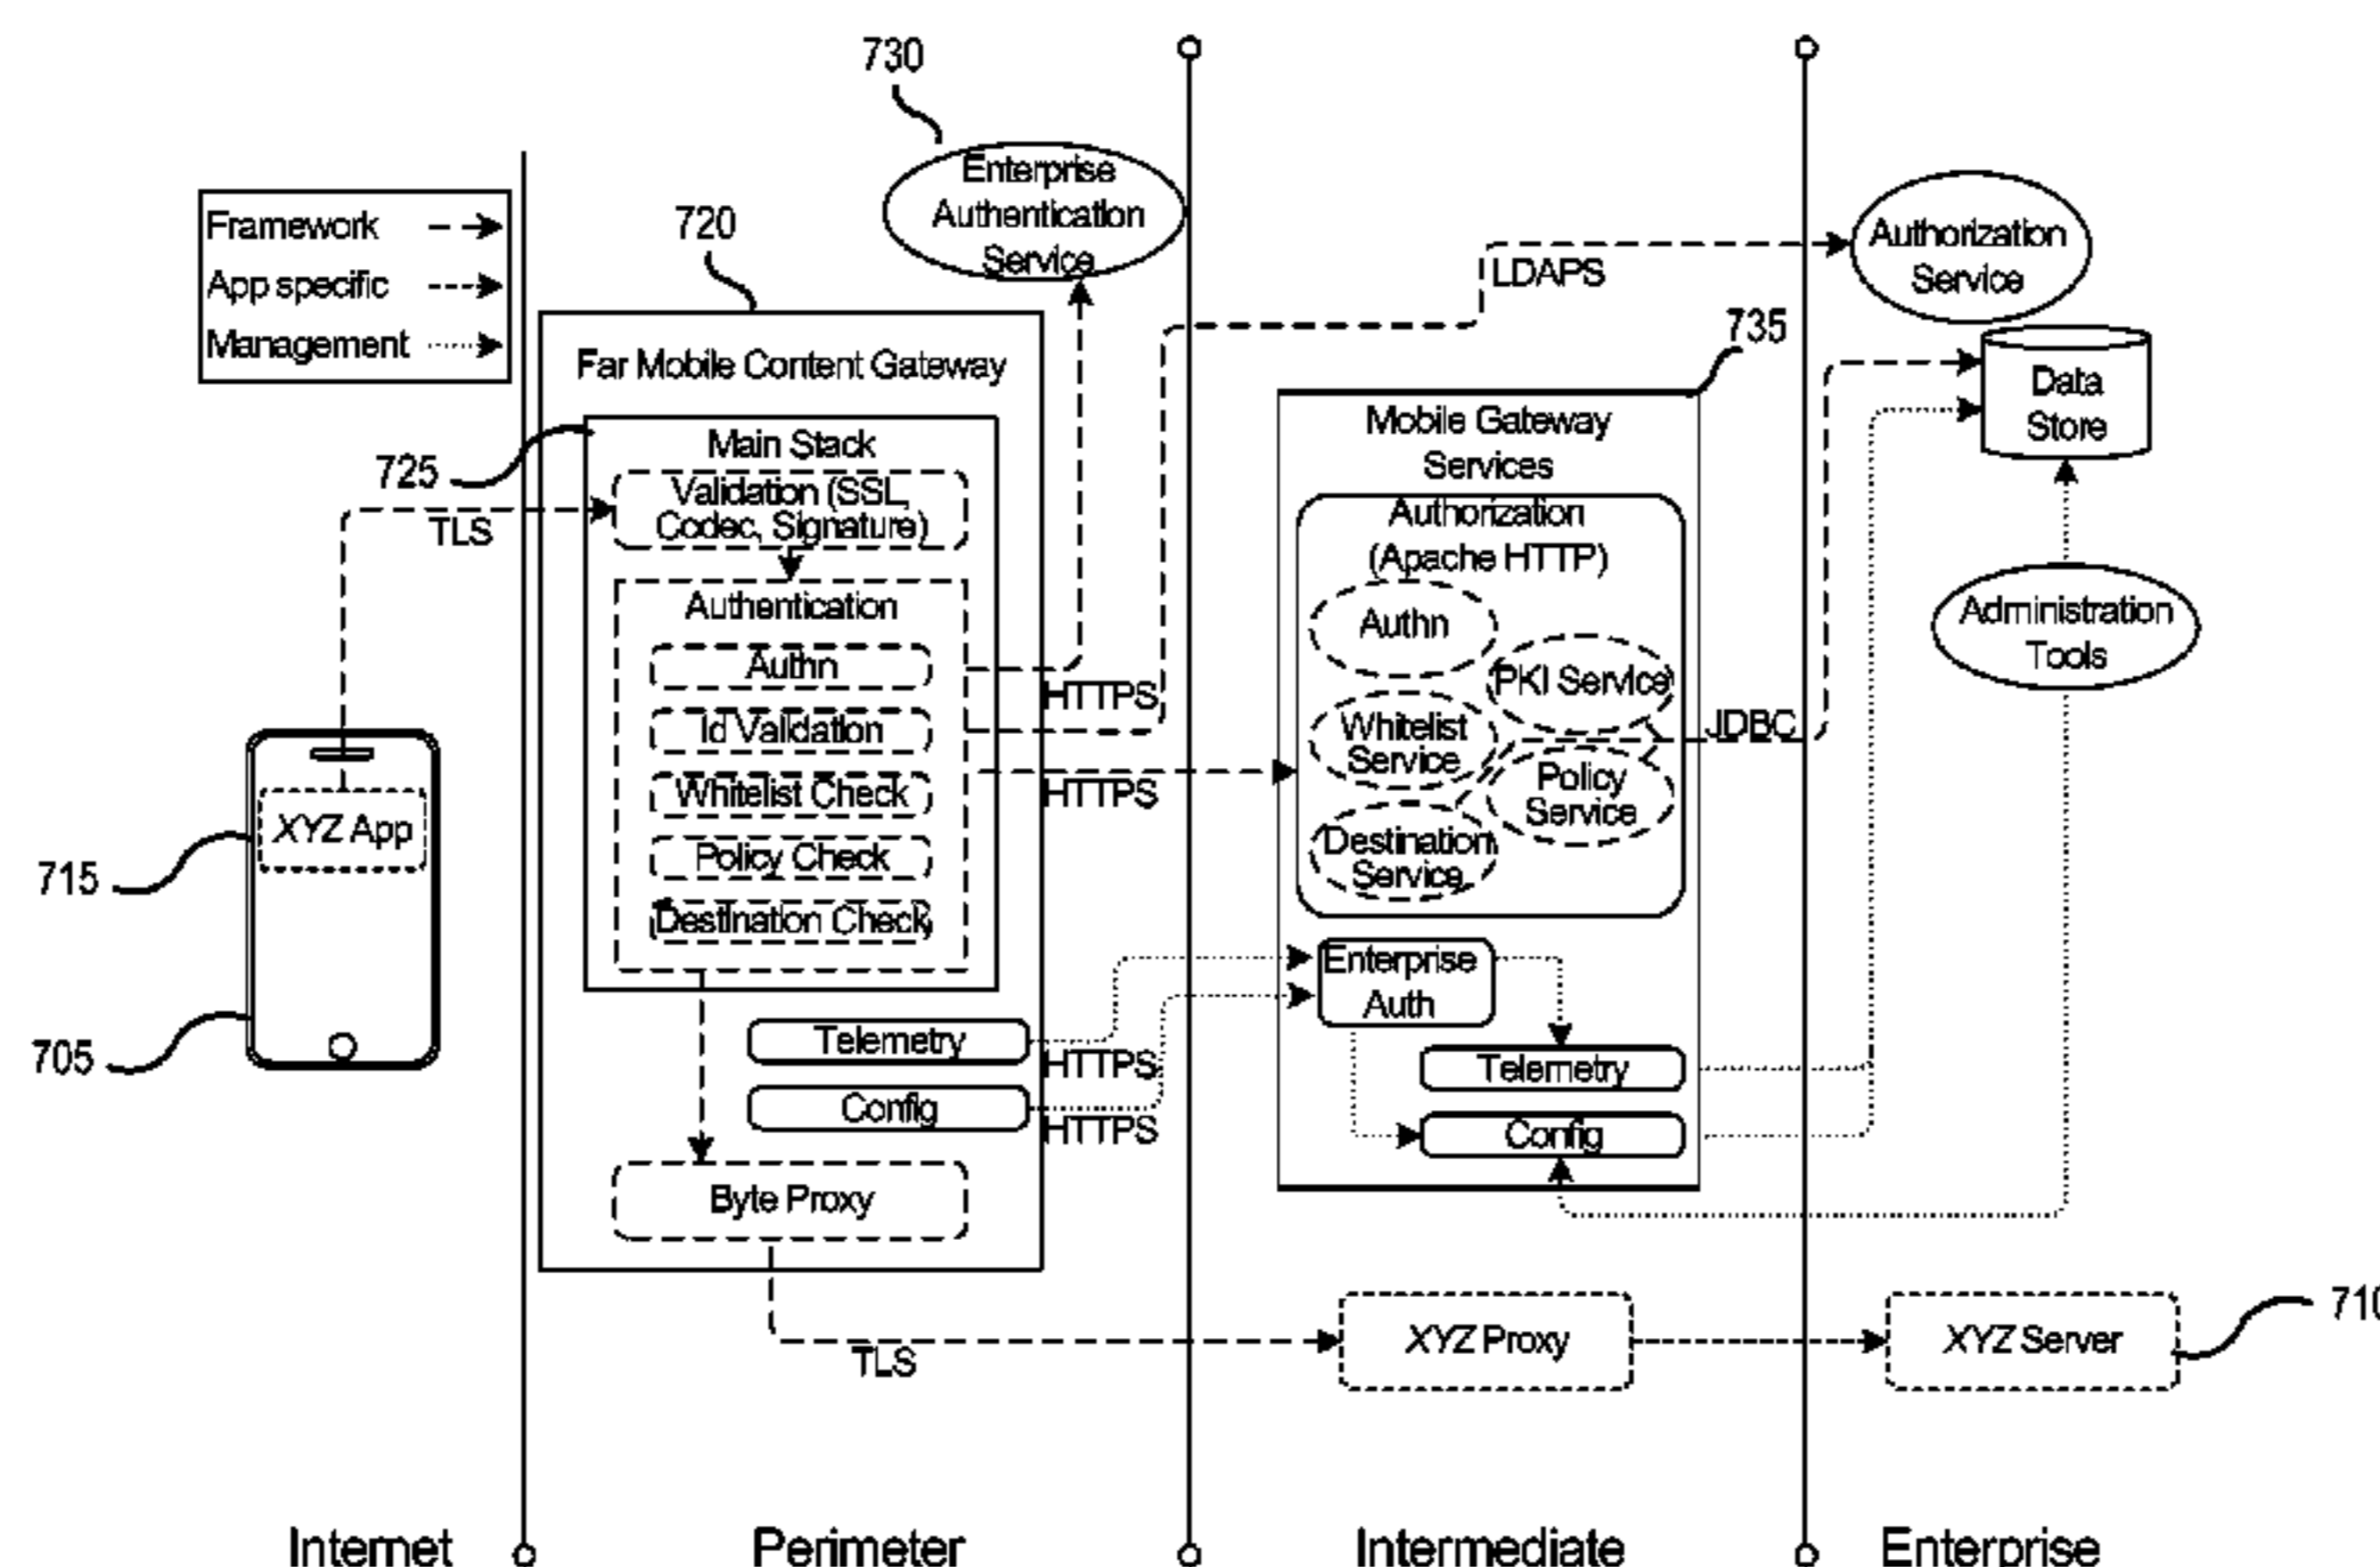 730
Enterprise
Authentication
Service
720
Framework
App specific
Management
LDAPS
Authorization
Service
735
Far Mobile Content Gateway
Data
Store
Main Stack
725
Mobile Gateway
Services
Validation (SSL,
Codec, Signature)
TLS
Authorization
(Apache HTTP)
Authentication
Authn
Authn
Administration
Tools
HTTPS
PKI Service
Id Validation
Whitelist
Service
JDBC
Whitelist Check
HTTPS
Policy
Service
XYZ App
715
Policy Check
Destination
Service
Destination Check
Enterprise
Auth
705
Telemetry
HTTPS
Telemetry
Config
HTTPS
Config
Byte Proxy
710
XYZ Proxy
XYZ Server
TLS
Internet
Perimeter
Intermediate
Enterprise